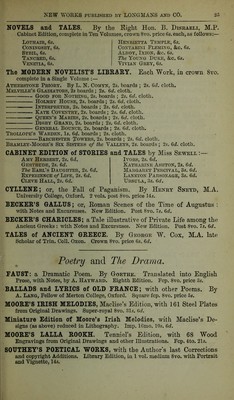 NEW WORKS PUBLISHED BY LONGMANS AND CO. 25
NOVELS and TALES. By the Right Hon. B. DISRAELI, M.P.
Cabinet Edition, complete in Ten Volumes, crown 8vo. price 6s. each, as follows:—
LOTHAIR, 6s.
CONINGSBY, 6s.
SYBIL, 6s.
TANCRED, 6s.
VENETIA, 6s.
HENRIETTA TEMPLE, 6s.
CONTARINI FLEMING, &c. 6s.
ALROY, IXION, &c. 6s.
THE YOUNG DUKE, &c. 6s.
VIVIAN GREY, 6s.
The MODERN NOVELIST'S LIBRARY. Each Work, in crown 8vo.
complete in a Single Volume:—
ATHERSTONE PRIORY, By L. N. COMYN, 2s. boards; 2s. 6d. cloth.
MELVILLE'S GLADIATORS, 2s. boards; 2s. 6d. cloth.
—— GOOD FOR NOTHING, 2s. boards; 2s. 6d. cloth.
—— HOLMBY HOUSE, 2s. boards; 2s. 6d. cloth.
—— INTERPRETER, 2s. boards; 2s. 6d. cloth.
—— KATE COVENTRY, 2s. boards; 2s. 6d. cloth.
—— QUEEN'S MARIES, 2s. boards; 2s. 6d. cloth.
—— DIGBY GRAND, 2s. boards; 2s. 6d. cloth.
—— GENERAL BOUNCE, 2s. boards; 2s. 6d. cloth.
TROLLOPE'S WARDEN, 1s. 6d. boards; 2s. cloth.
—— BARCHESTER TOWERS, 2s. boards; 2s. 6d. cloth.
BRAMLEY-MOORE'S SIX SISTERS of the VALLEYS, 2s. boards; 2s. 6d. cloth.
CABINET EDITION of STORIES and TALES by Miss SEWELL:—
AMY HERBERT, 2s. 6d.
GERTRUDE, 2s. 6d.
The EARL'S DAUGHTER, 2s. 6d.
EXPERIENCE of LIFE, 2s. 6d.
CLEVE HALL, 2s. 6d.
IVORS, 2s. 6d.
KATHARINE ASHTON, 2s. 6d.
MARGARET PERCIVAL, 3s. 6d.
LANETON PARSONAGE, 3s. 6d.
URSULA, 3s. 6d.
CYLLENE; or, the Fall of Paganism. By HENRY SNEYD, M.A.
University College, Oxford. 2 vols. post 8vo. price 14s.
BECKER'S GALLUS; or, Roman Scenes of the Time of Augustus:
with Notes and Excursuses. New Edition. Post 8vo. 7s. 6d.
BECKER'S CHARICLES; a Tale illustrative of Private Life among the
Ancient Greeks: with Notes and Excursuses. New Edition. Post 8vo. 7s. 6d.
TALES of ANCIENT GREECE. By GEORGE W. COX, M.A. late
Scholar of Trin. Coll. Oxon. Crown 8vo. price 6s. 6d.
Poetry and The Drama.
FAUST: a Dramatic Poem. By GOETHE. Translated into English
Prose, with Notes, by A. HAYWARD. Eighth Edition. Fcp. 8vo. price 3s.
BALLADS and LYRICS of OLD FRANCE; with other Poems. By
A. LANG, Fellow of Merton College, Oxford. Square fcp. 8vo. price 5s.
MOORE'S IRISH MELODIES, Maclise's Edition, with 161 Steel Plates
from Original Drawings. Super-royal 8vo. 31s. 6d.
Miniature Edition of Moore's Irish Melodies, with Maclise's De-
signs (as above) reduced in Lithography. Imp. 16mo. 10s. 6d.
MOORE'S LALLA ROOKH. Tenniel's Edition, with 68 Wood
Engravings from Original Drawings and other Illustrations. Fcp. 4to. 21s.
SOUTHEY'S POETICAL WORKS, with the Author's last Corrections
and copyright Additions. Library Edition, in 1 vol. medium 8vo. with Portrait
and Vignette, 14s.